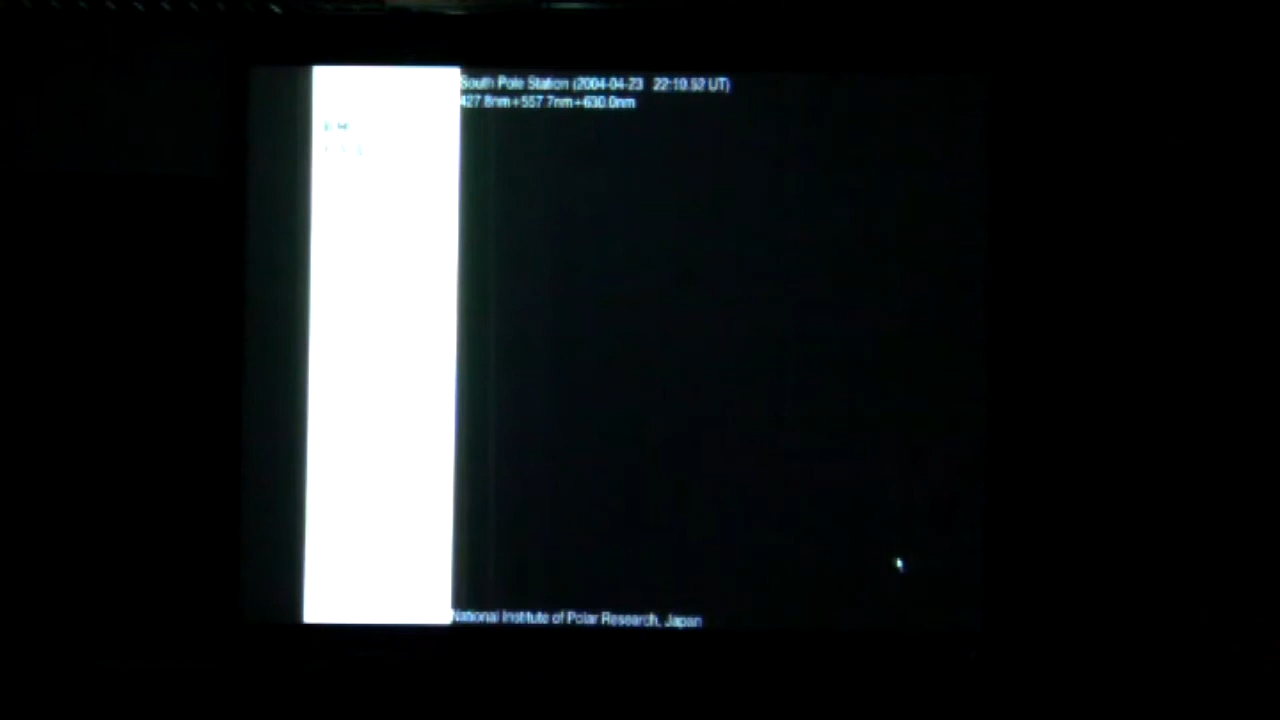 South Pole Station (2004-04-23 22:10:52 UT)
427.8nm+557.7nm+630.0nm
National Institute of Polar Research, Japan